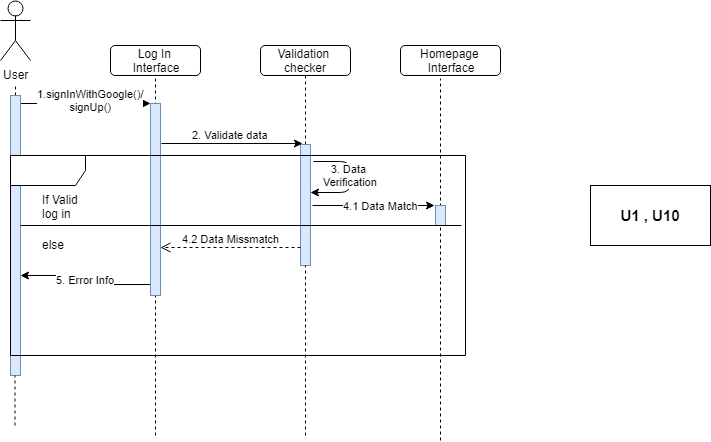 User
Log In
Interface
Validation
checker
Homepage
Interface
1.signInWithGoogle()/
signUp()
2. Validate data
3. Data
Verification
If Valid
log in
4.1 Data Match
U1 , U10
else
4.2 Data Missmatch
5. Error Info